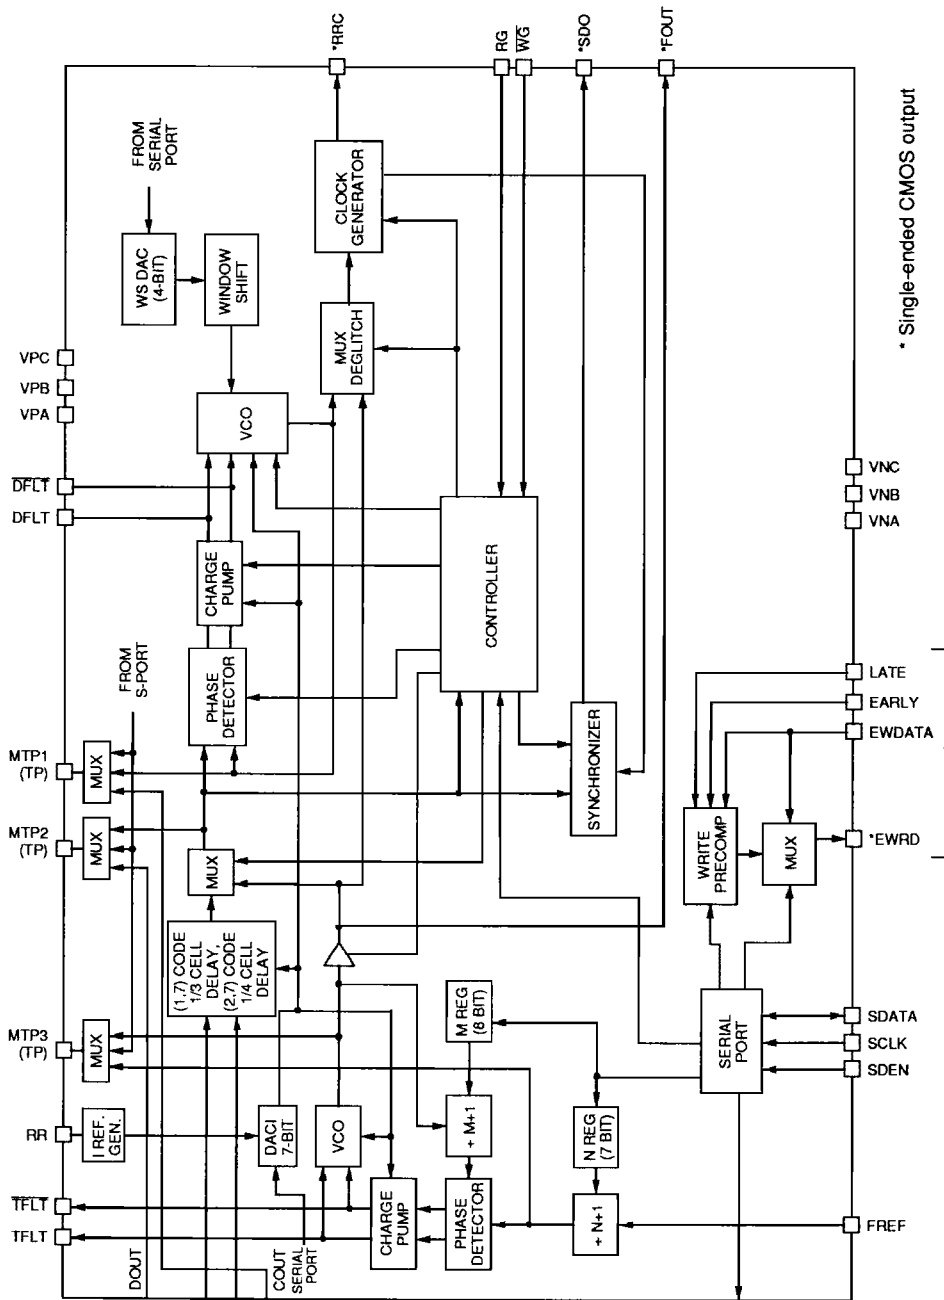 *RRC
RG
WG
*SDO
*FOUT
FROM
SERIAL
PORT
WS DAC
(4-BIT)
WINDOW
SHIFT
CLOCK
GENERATOR
MUX
DEGLITCH
VCO
VPC
VPB
VPA
DFLT
DFLT
CHARGE
PUMP
PHASE
DETECTOR
FROM
S-PORT
CONTROLLER
SYNCHRONIZER
MTP1
(TP)
MUX
MTP2
(TP)
MUX
MUX
(1,7) CODE
1/3 CELL
DELAY,
(2,7) CODE
1/4 CELL
DELAY
MTP3
(TP)
MUX
RR
I REF.
GEN.
DACI
7-BIT
VCO
M REG
(8 BIT)
+ M+1
N REG
(7 BIT)
+ N+1
PHASE
DETECTOR
CHARGE
PUMP
TFLT
TFLT
DOUT
COUT
SERIAL
PORT
WRITE
PRECOMP
MUX
SERIAL
PORT
VNC
VNB
VNA
LATE
EARLY
EWDATA
*EWRD
SDATA
SCLK
SDEN
FREF
* Single-ended CMOS output